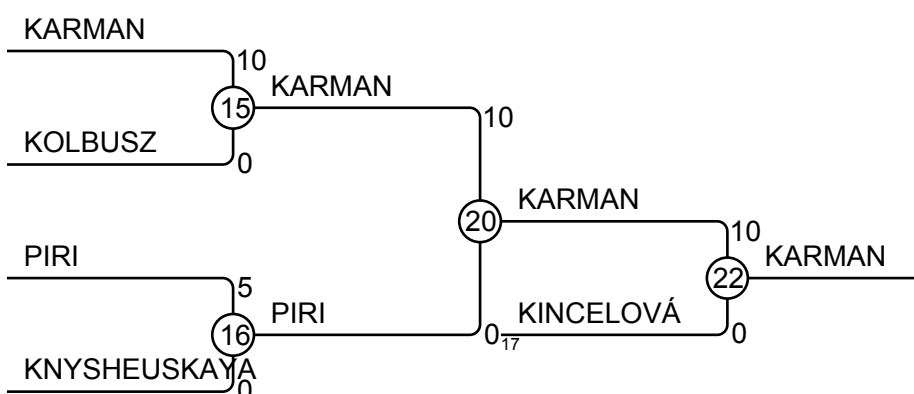 KARMAN
10
15
KARMAN
10
KOLBUSZ
0
20
KARMAN
10
22
KARMAN
PIRI
5
16
PIRI
0
17
KINCELOVÁ
0
KNYSHEUSKAYA
0